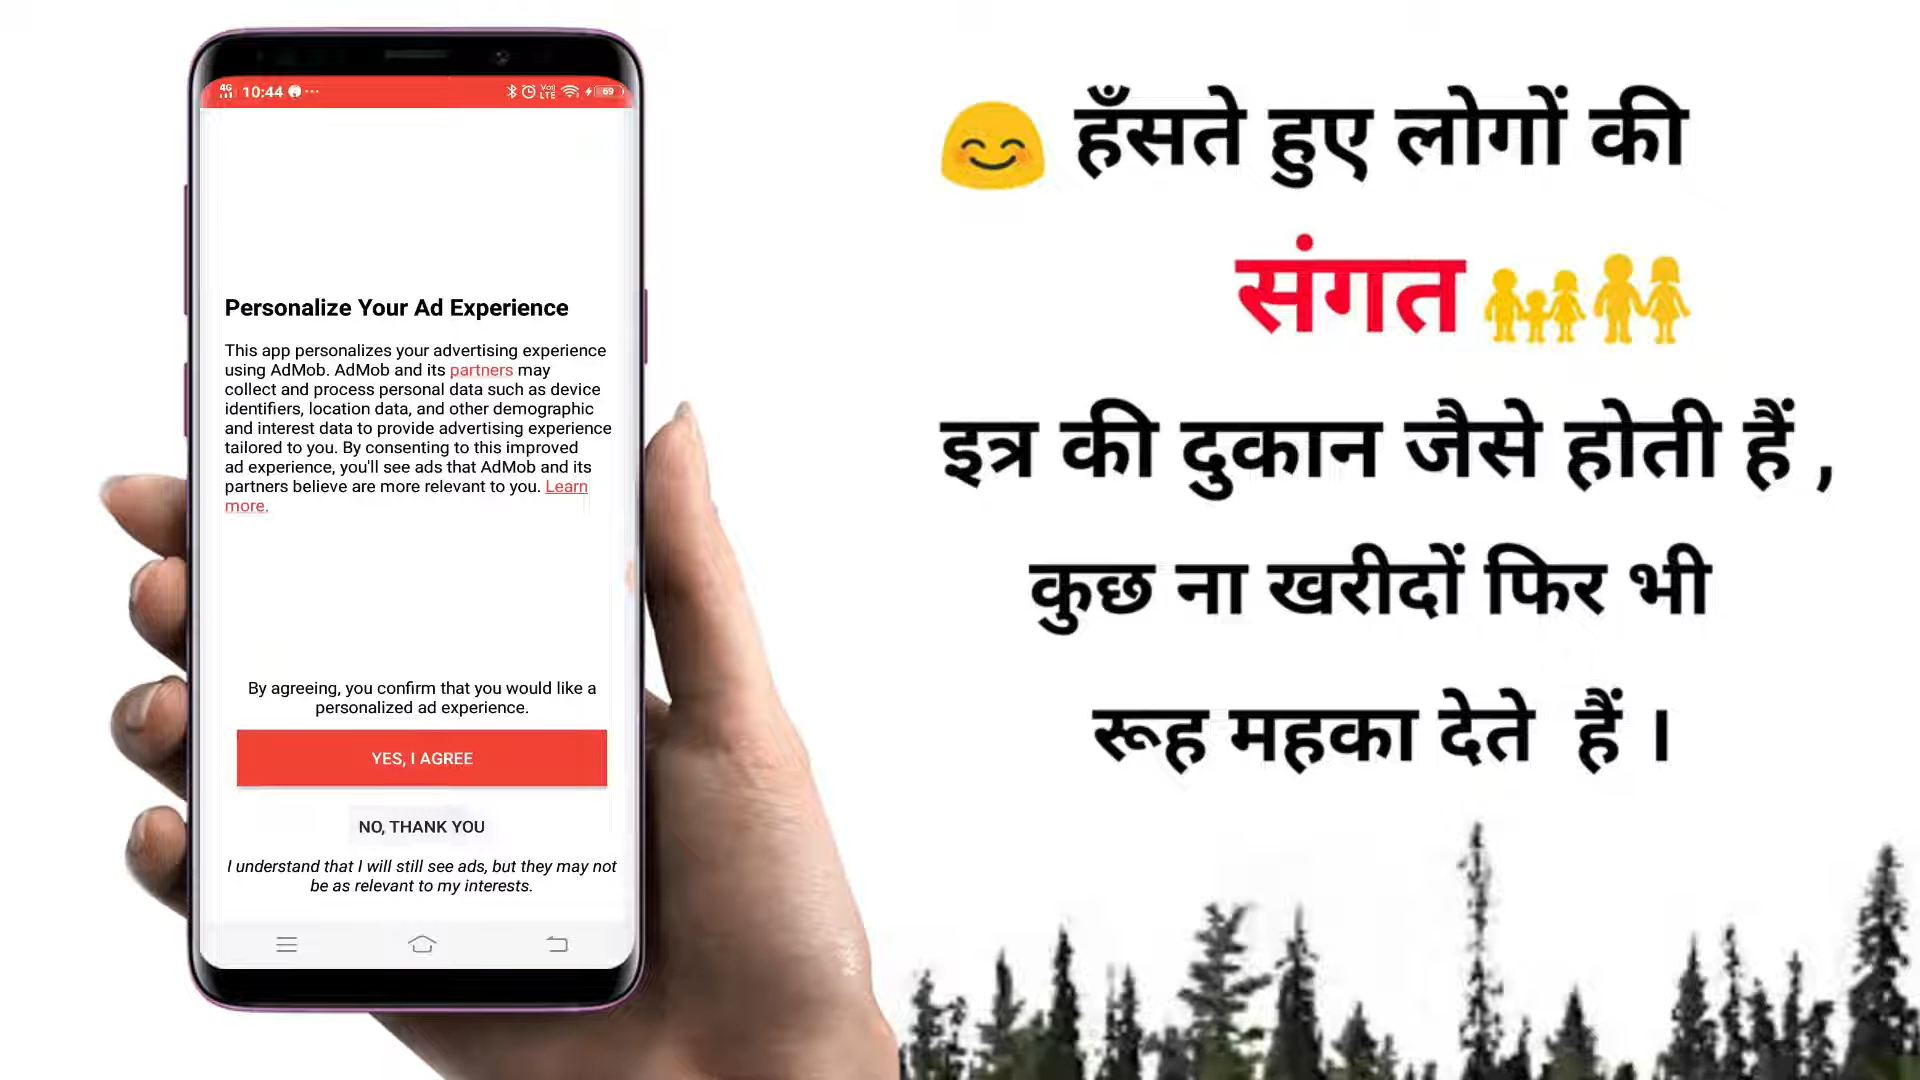 4G 10:44 ... Vo) LTE 69
Personalize Your Ad Experience
This app personalizes your advertising experience
using AdMob. AdMob and its partners may
collect and process personal data such as device
identifiers, location data, and other demographic
and interest data to provide advertising experience
tailored to you. By consenting to this improved
ad experience, you'll see ads that AdMob and its
partners believe are more relevant to you. Learn
more.
By agreeing, you confirm that you would like a
personalized ad experience.
YES, I AGREE
NO, THANK YOU
I understand that I will still see ads, but they may not
be as relevant to my interests.
😊 हँसते हुए लोगों की
संगत
इत्र की दुकान जैसे होती हैं ,
कुछ ना खरीदों फिर भी
रूह महका देते हैं ।